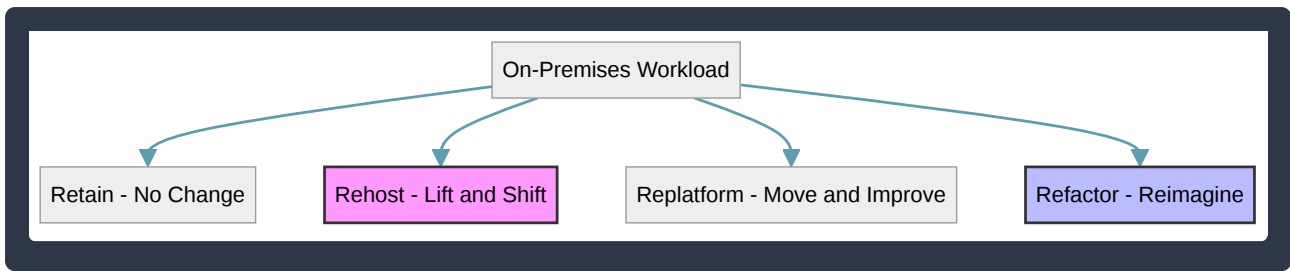 On-Premises Workload
Retain - No Change
Rehost - Lift and Shift
Replatform - Move and Improve
Refactor - Reimagine